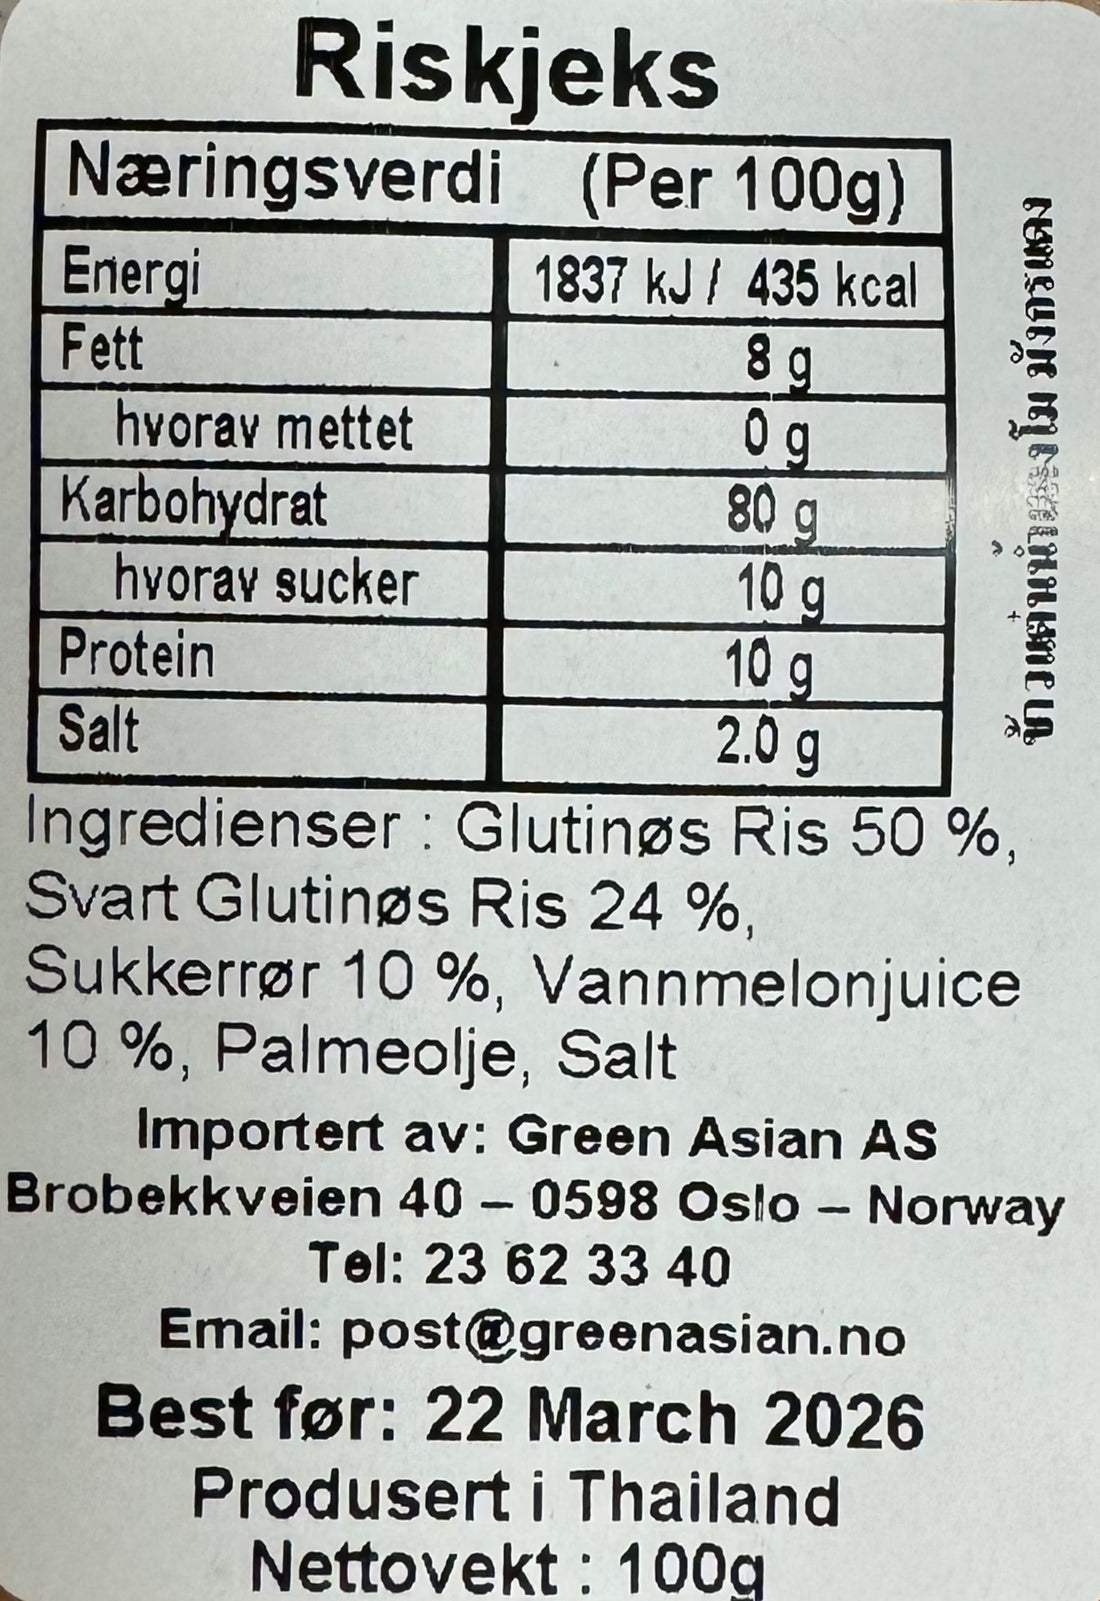 Riskjeks
Næringsverdi (Per 100g)
Energi 1837 kJ / 435 kcal
Fett 8 g
hvorav mettet 0 g
Karbohydrat 80 g
hvorav sucker 10 g
Protein 10 g
Salt 2.0 g
Ingredienser : Glutinøs Ris 50 %,
Svart Glutinøs Ris 24 %,
Sukkerrør 10 %, Vannmelonjuice
10 %, Palmeolje, Salt
Importert av: Green Asian AS
Brobekkveien 40 – 0598 Oslo – Norway
Tel: 23 62 33 40
Email: post@greenasian.no
Best før: 22 March 2026
Produsert i Thailand
Nettovekt : 100g